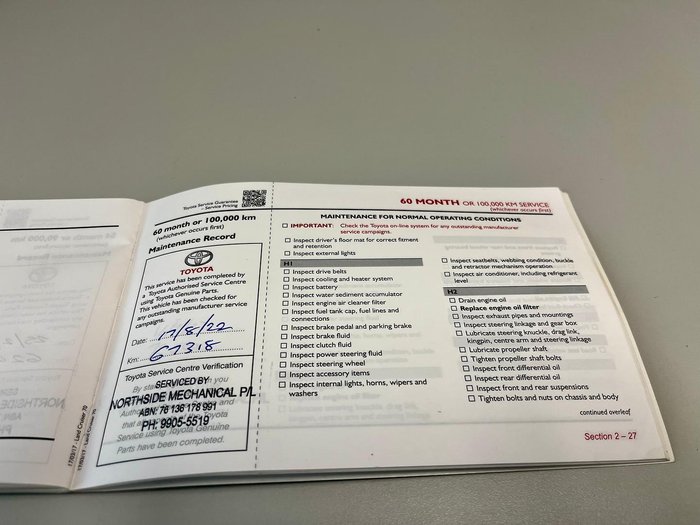 Toyota Service Guarantee
– Service Pricing
60 month or 100,000 km
(whichever occurs first)
Maintenance Record
TOYOTA
This service has been completed by
a Toyota Authorised Service Centre
using Toyota Genuine Parts.
This vehicle has been checked for
any outstanding manufacturer service
campaigns.
Date: 17/8/22
Km: 67318
Toyota Service Centre Verification
By sta you
SERVICED BY
NORTHSIDE MECHANICAL P/L
ABN: 76 136 178 991
PH: 9905-5519
Service using Toyota Genuine
Parts have been completed.
17/03/17 - Land Cruiser 70
60 MONTH OR 100,000 KM SERVICE
(whichever occurs first)
MAINTENANCE FOR NORMAL OPERATING CONDITIONS
IMPORTANT: Check the Toyota on-line system for any outstanding manufacturer
service campaigns.
Inspect driver's floor mat for correct fitment
and retention
Inspect external lights
H1
Inspect drive belts
Inspect cooling and heater system
Inspect battery
Inspect water sediment accumulator
Inspect engine air cleaner filter
Inspect fuel tank cap, fuel lines and
connections
Inspect brake pedal and parking brake
Inspect brake fluid
Inspect clutch fluid
Inspect power steering fluid
Inspect steering wheel
Inspect accessory items
Inspect internal lights, horns, wipers and
washers
Inspect seatbelts, webbing condition, buckle
and retractor mechanism operation
Inspect air conditioner, including refrigerant
level
H2
Drain engine oil
Replace engine oil filter
Inspect exhaust pipes and mountings
Inspect steering linkage and gear box
Lubricate steering knuckle, drag link,
kingpin, centre arm and steering linkage
Lubricate propeller shaft
Tighten propeller shaft bolts
Inspect front differential oil
Inspect rear differential oil
Inspect front and rear suspensions
Tighten bolts and nuts on chassis and body
continued overleaf
Section 2 – 27